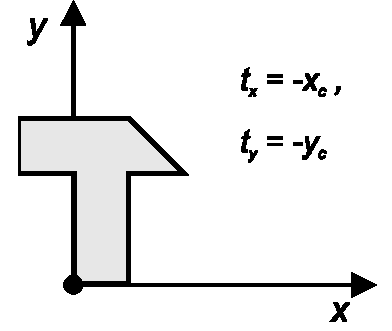 y
tx = -xc ,
ty = -yc
x